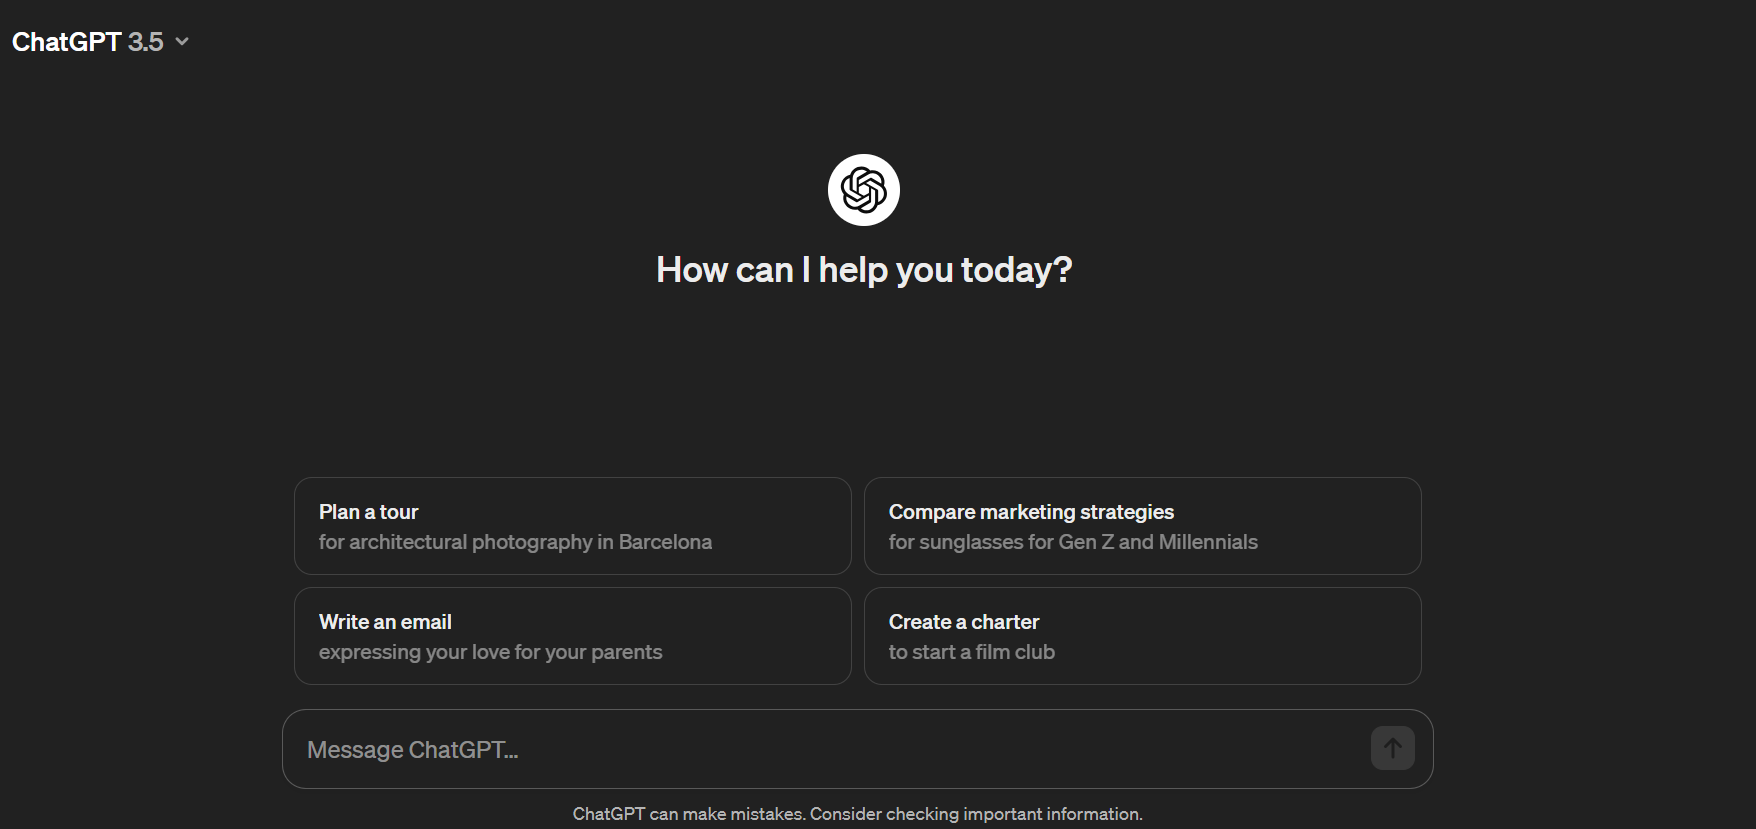 ChatGPT 3.5
How can I help you today?
Plan a tour
for architectural photography in Barcelona
Compare marketing strategies
for sunglasses for Gen Z and Millennials
Write an email
expressing your love for your parents
Create a charter
to start a film club
Message ChatGPT...
ChatGPT can make mistakes. Consider checking important information.